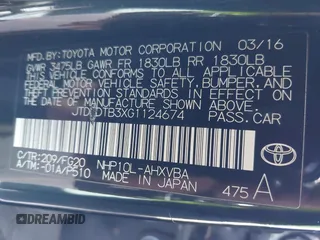 MFD. BY: TOYOTA MOTOR CORPORATION 03/16
GVWR 3475LB GAWR FR 1830LB RR 1830LB
THIS VEHICLE CONFORMS TO ALL APPLICABLE
FEDERAL MOTOR VEHICLE SAFETY, BUMPER, AND
THEFT PREVENTION STANDARDS IN EFFECT ON
THE DATE OF MANUFACTURE SHOWN ABOVE.
JTDKDTB3XG1124674 PASS.CAR
C/TR:209/FG20
A/TM:-01A/P510
NHP10L-AHXVBA
MADE IN JAPAN
475A
TOYOTA
DREAMBID